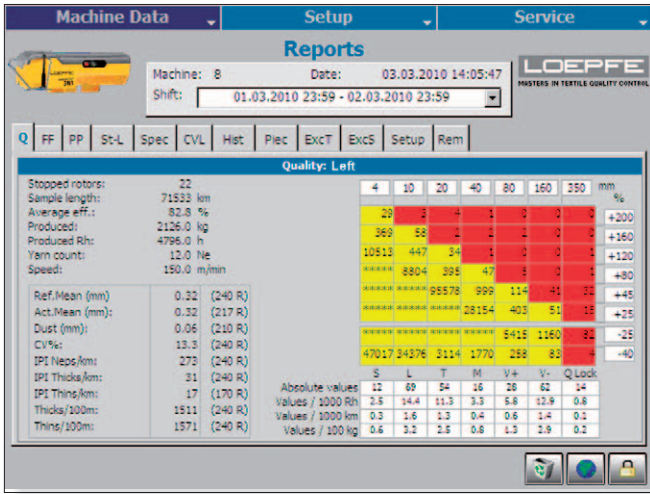 Machine Data Setup Service
Reports
LOEPFE
TN1
Machine: 8 Date: 03.03.2010 14:05:47
LOEPFE
MASTERS IN TEXTILE QUALITY CONTROL
Shift: 01.03.2010 23:59 - 02.03.2010 23:59
Q FF PP St-L Spec CVL Hist Piec ExcT ExcS Setup Rem
Quality: Left
Stopped rotors: 22
Sample length: 71533 km
Average eff.: 82.8 %
Produced: 2126.0 kg
Produced Rh: 4796.0 h
Yarn count: 12.0 Ne
Speed: 150.0 m/min
Ref.Mean (mm) 0.32 (240 R)
Act.Mean (mm): 0.32 (217 R)
Dust (mm): 0.06 (210 R)
CV%: 13.3 (240 R)
IPI Neps/km: 273 (240 R)
IPI Thicks/km: 31 (240 R)
IPI Thins/km: 17 (170 R)
Thicks/100m: 1511 (240 R)
Thins/100m: 1571 (240 R)
4 10 20 40 80 160 350 mm
%
29 3 4 1 0 0 0 +200
369 58 2 2 0 0 +160
10513 447 34 1 0 0 1 +120
***** 8804 395 47 5 0 1 +80
***** ***** 95578 999 114 41 32 +45
***** ***** ***** 28154 403 51 18 +25
***** ***** ***** ***** 5415 1160 82 -25
47017 34376 3114 1770 258 83 4 -40
S L T M V+ V- Q Lock
Absolute values 12 69 54 16 28 62 14
Values / 1000 Rh 2.5 14.4 11.3 3.3 5.8 12.9 0.8
Values / 1000 km 0.3 1.6 1.3 0.4 0.6 1.4 0.1
Values / 100 kg 0.6 3.2 2.5 0.8 1.3 2.9 0.2